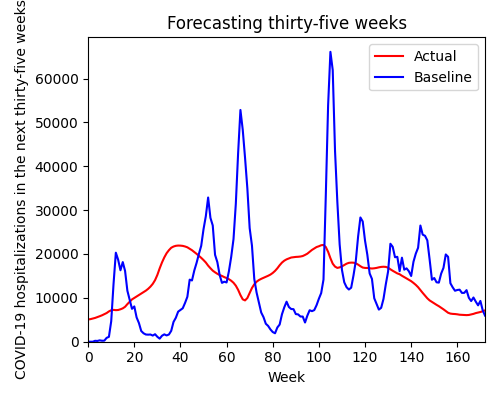 Forecasting thirty-five weeks
COVID-19 hospitalizations in the next thirty-five weeks
60000
50000
40000
30000
20000
10000
0
Actual
Baseline
0 20 40 60 80 100 120 140 160
Week